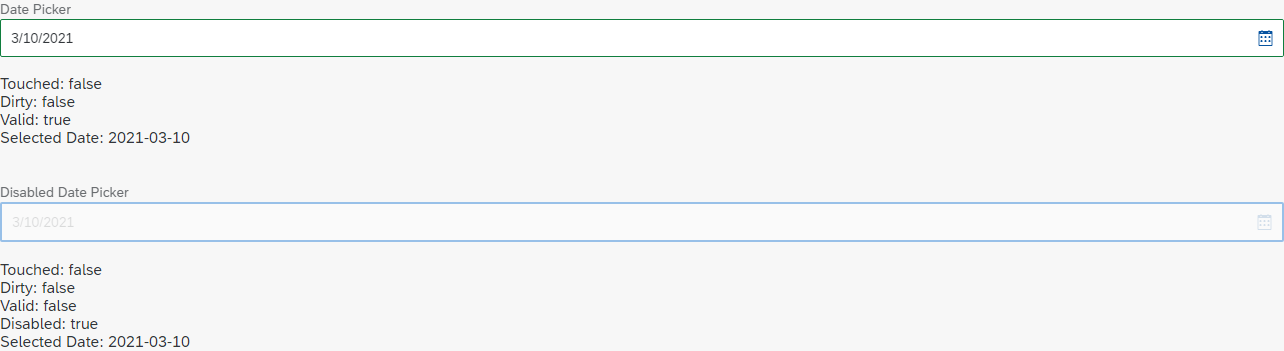 Date Picker
3/10/2021
Touched: false
Dirty: false
Valid: true
Selected Date: 2021-03-10
Disabled Date Picker
3/10/2021
Touched: false
Dirty: false
Valid: false
Disabled: true
Selected Date: 2021-03-10